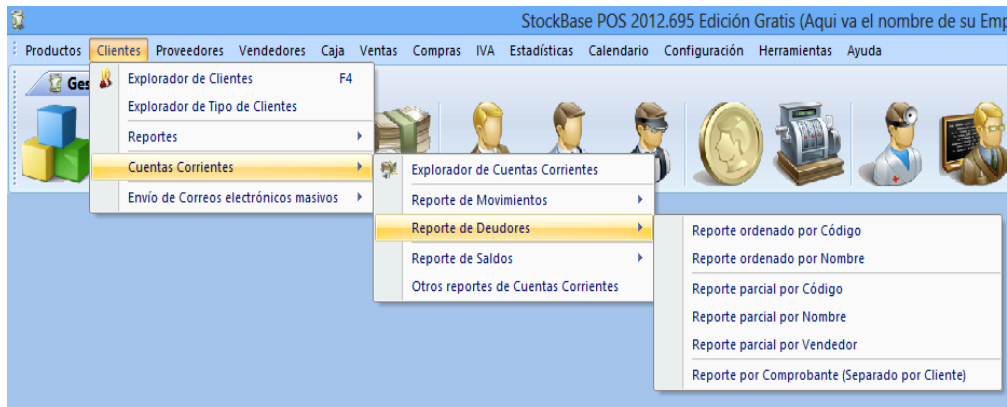 StockBase POS 2012.695 Edición Gratis (Aqui va el nombre de su Emp
Productos Clientes Proveedores Vendedores Caja Ventas Compras IVA Estadísticas Calendario Configuración Herramientas Ayuda
Ges
Explorador de Clientes F4
Explorador de Tipo de Clientes
Reportes
Cuentas Corrientes
Envío de Correos electrónicos masivos
Explorador de Cuentas Corrientes
Reporte de Movimientos
Reporte de Deudores
Reporte de Saldos
Otros reportes de Cuentas Corrientes
Reporte ordenado por Código
Reporte ordenado por Nombre
Reporte parcial por Código
Reporte parcial por Nombre
Reporte parcial por Vendedor
Reporte por Comprobante (Separado por Cliente)